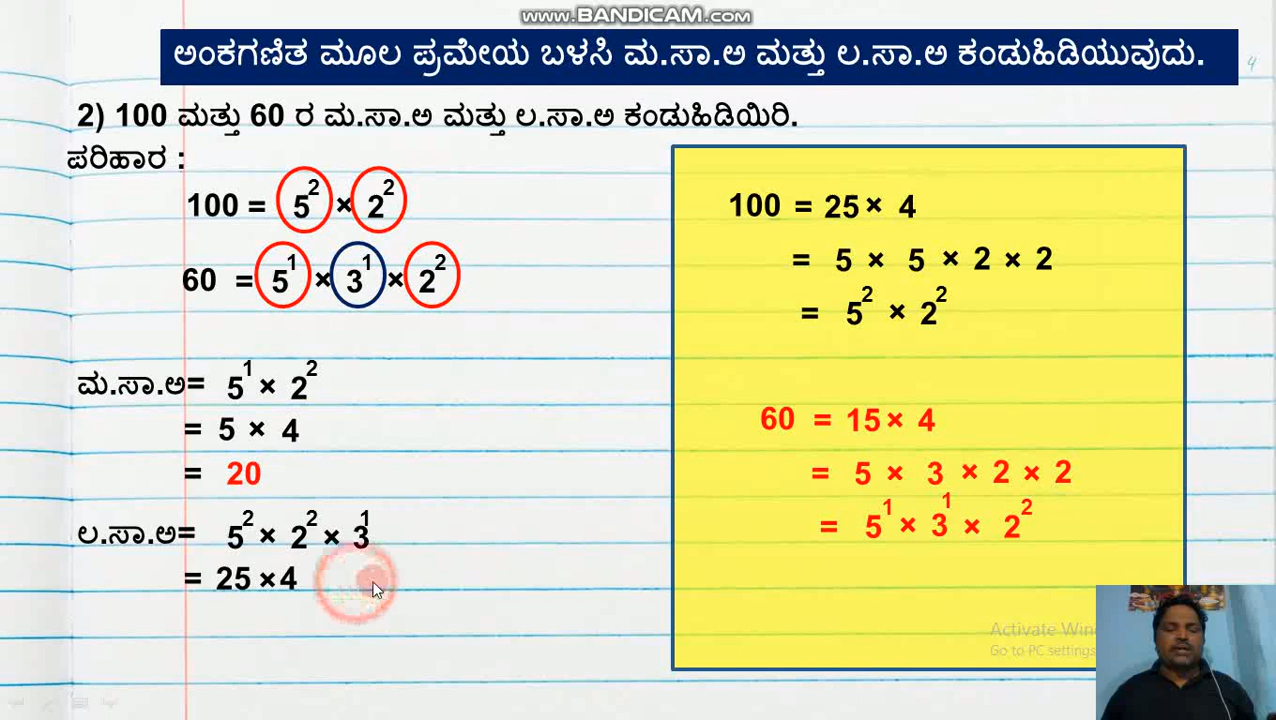 www.BANDICAM.com
ಅಂಕಗಣಿತ ಮೂಲ ಪ್ರಮೇಯ ಬಳಸಿ ಮ.ಸಾ.ಅ ಮತ್ತು ಲ.ಸಾ.ಅ ಕಂಡುಹಿಡಿಯುವುದು.
4
2) 100 ಮತ್ತು 60 ರ ಮ.ಸಾ.ಅ ಮತ್ತು ಲ.ಸಾ.ಅ ಕಂಡುಹಿಡಿಯಿರಿ.
ಪರಿಹಾರ :
100 = 5² × 2²
60 = 5¹ × 3¹ × 2²
ಮ.ಸಾ.ಅ= 5¹ × 2²
= 5 × 4
= 20
ಲ.ಸಾ.ಅ= 5² × 2² × 3¹
= 25 × 4
100 = 25 × 4
= 5 × 5 × 2 × 2
= 5² × 2²
60 = 15 × 4
= 5 × 3 × 2 × 2
= 5¹ × 3¹ × 2²
Activate Win
Go to PC settings